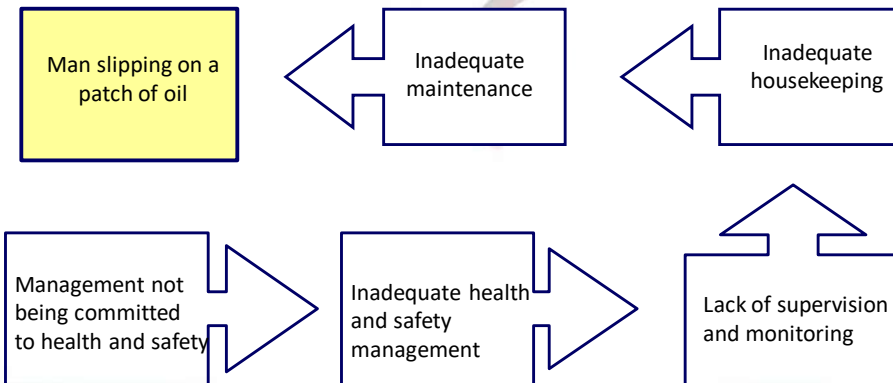 Man slipping on a
patch of oil
Inadequate
maintenance
Inadequate
housekeeping
Management not
being committed
to health and safety
Inadequate health
and safety
management
Lack of supervision
and monitoring